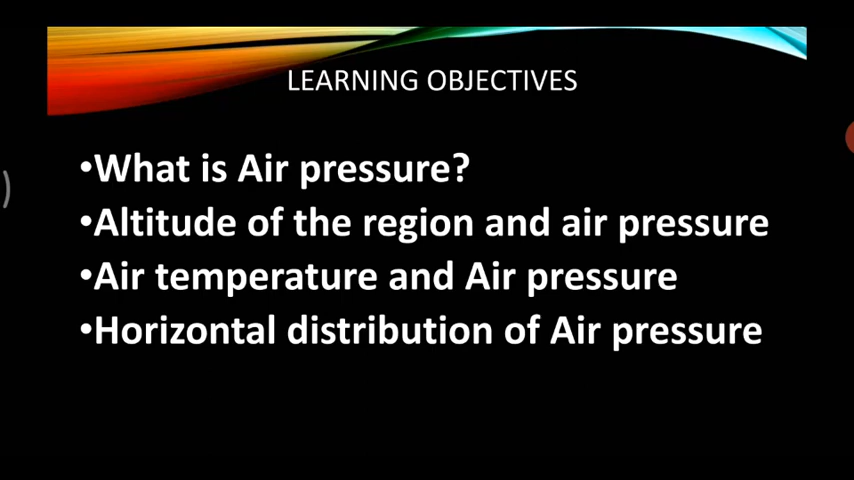 LEARNING OBJECTIVES
•What is Air pressure?
•Altitude of the region and air pressure
•Air temperature and Air pressure
•Horizontal distribution of Air pressure